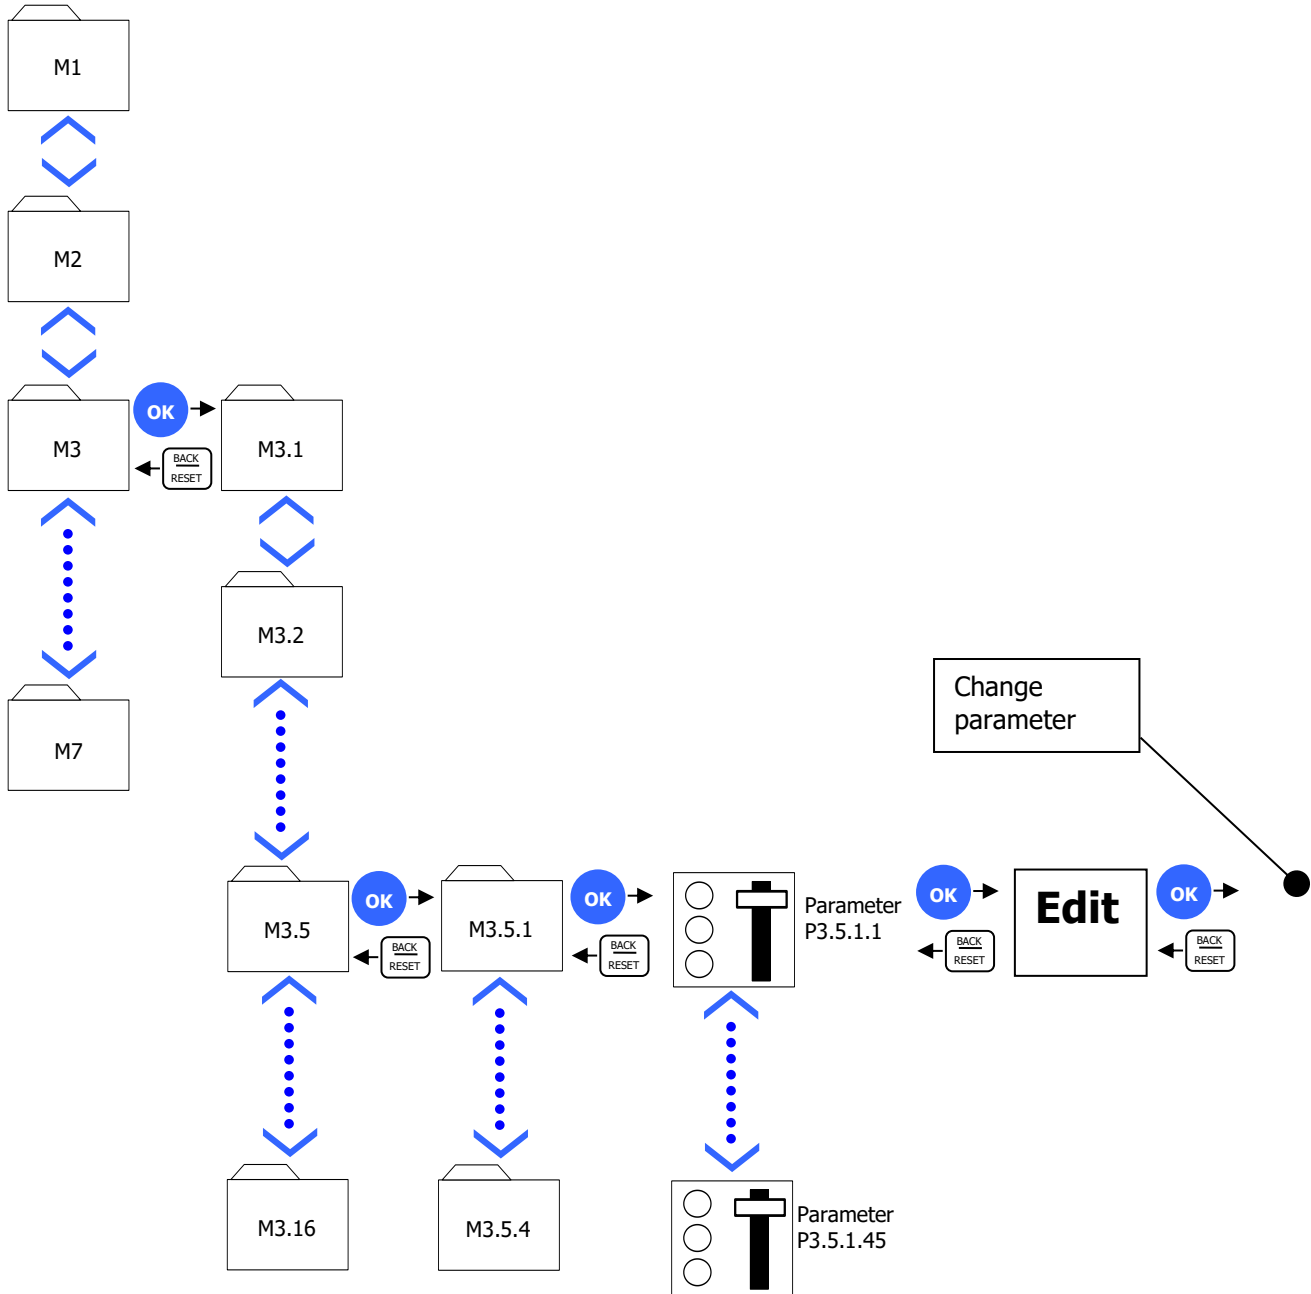 M1
M2
M3
OK
BACK
RESET
M3.1
M3.2
M7
Change
parameter
M3.5
OK
BACK
RESET
M3.5.1
OK
BACK
RESET
Parameter
P3.5.1.1
OK
BACK
RESET
Edit
OK
BACK
RESET
M3.16
M3.5.4
Parameter
P3.5.1.45